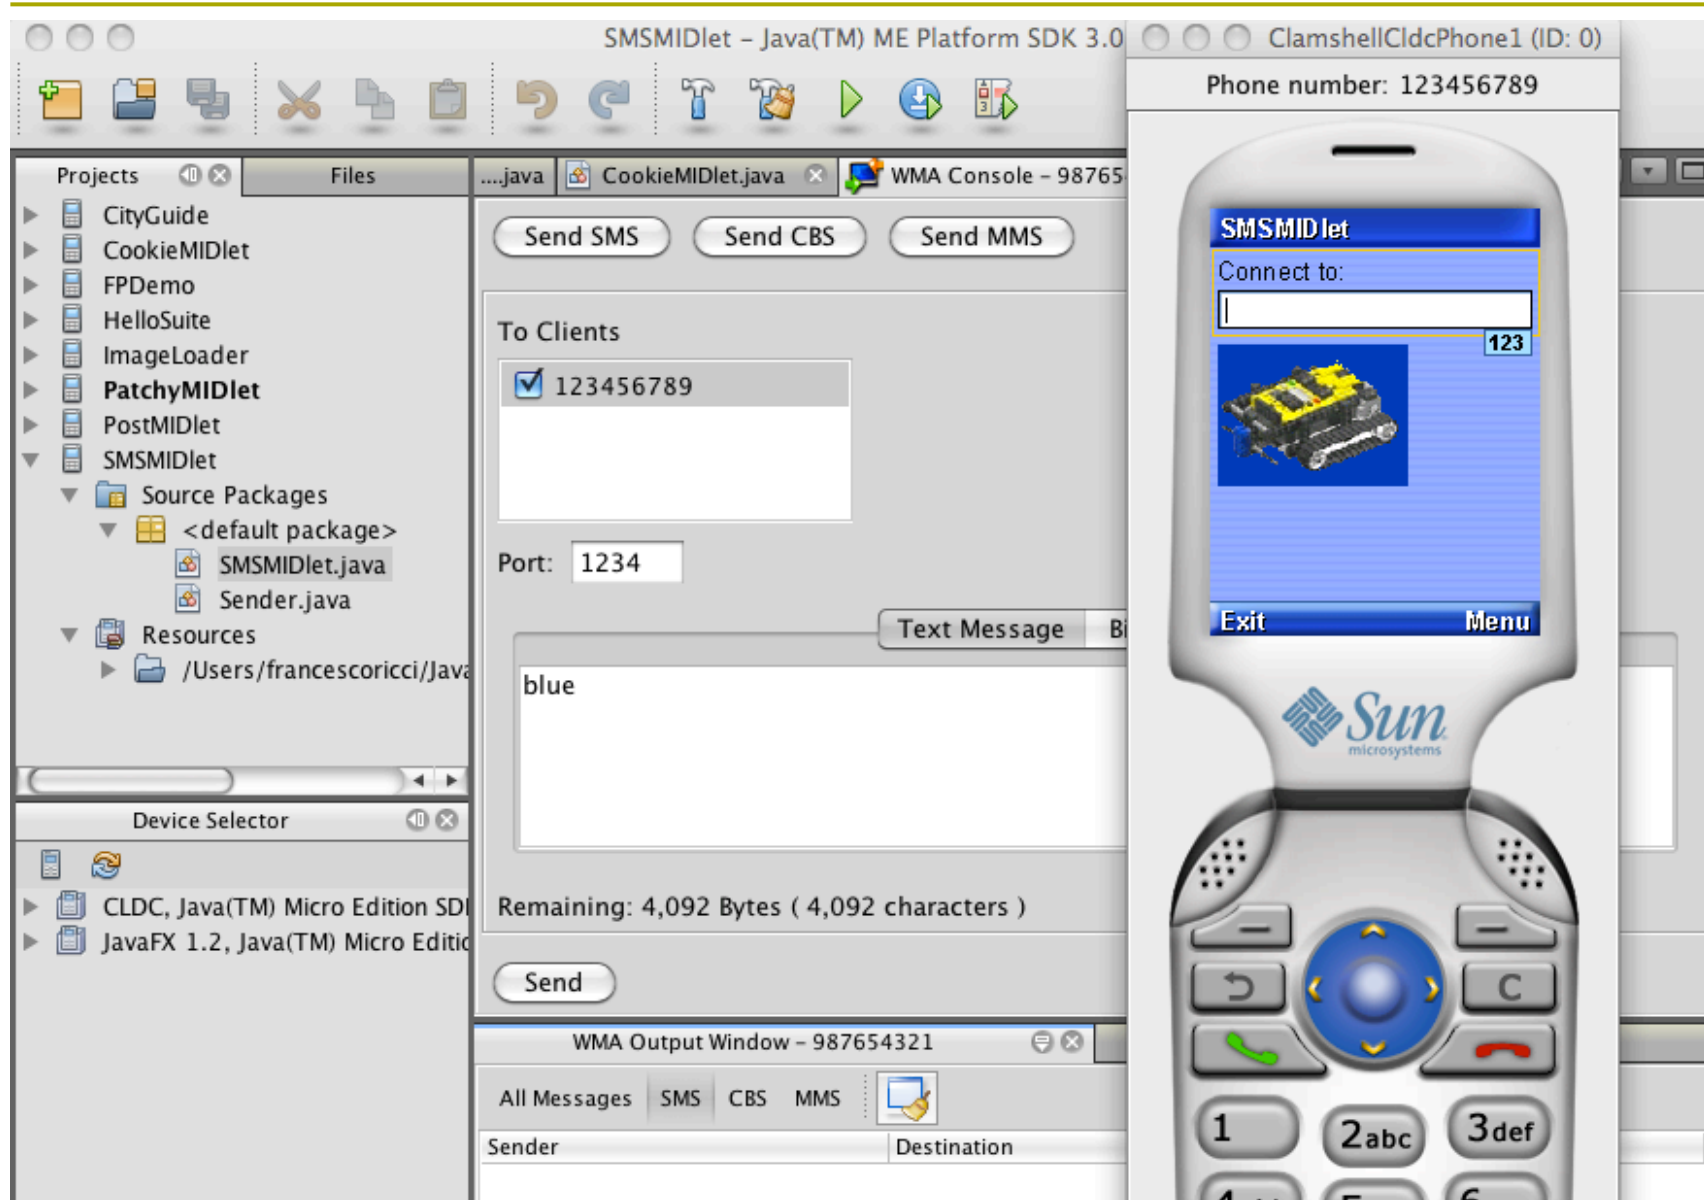 SMSMIDlet – Java(TM) ME Platform SDK 3.0
ClamshellCldcPhone1 (ID: 0)
Phone number: 123456789
Projects
Files
....java
CookieMIDlet.java
WMA Console – 98765
CityGuide
CookieMIDlet
FPDemo
HelloSuite
ImageLoader
PatchyMIDlet
PostMIDlet
SMSMIDlet
Source Packages
<default package>
SMSMIDlet.java
Sender.java
Resources
/Users/francescoricci/Java
Send SMS
Send CBS
Send MMS
To Clients
123456789
Port: 1234
Text Message
Bi
blue
Remaining: 4,092 Bytes ( 4,092 characters )
Send
SMSMIDlet
Connect to:
123
Exit
Menu
Sun
microsystems
Device Selector
CLDC, Java(TM) Micro Edition SD
JavaFX 1.2, Java(TM) Micro Editi
WMA Output Window – 987654321
All Messages SMS CBS MMS
Sender
Destination
C
1
2abc
3def